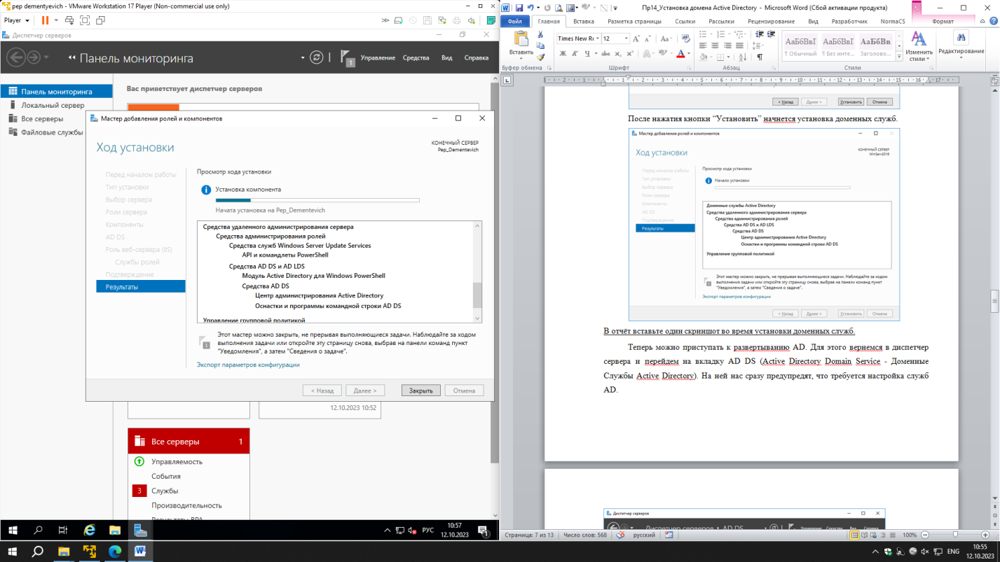 pep dementyevich - VMware Workstation 17 Player (Non-commercial use only)
Player
Диспетчер серверов
Панель мониторинга
1
Управление Средства Вид Справка
Панель мониторинга
Локальный сервер
Все серверы
Файловые службы
Вас приветствует диспетчер серверов
Мастер добавления ролей и компонентов
Ход установки
КОНЕЧНЫЙ СЕРВЕР
Pep_Dementevich
Перед началом работы
Тип установки
Выбор сервера
Роли сервера
Компоненты
AD DS
Роль веб-сервера (IIS)
Службы ролей
Подтверждение
Результаты
Просмотр хода установки
Установка компонента
Начата установка на Pep_Dementevich
Средства удаленного администрирования сервера
Средства администрирования ролей
Средства служб Windows Server Update Services
API и командлеты PowerShell
Средства AD DS и AD LDS
Модуль Active Directory для Windows PowerShell
Средства AD DS
Центр администрирования Active Directory
Оснастки и программы командной строки AD DS
Управление групповой политикой
1
Этот мастер можно закрыть, не прерывая выполняющиеся задачи. Наблюдайте за ходом
выполнения задачи или откройте эту страницу снова, выбрав на панели команд пункт
"Уведомления", а затем "Сведения о задаче".
Экспорт параметров конфигурации
< Назад Далее > Закрыть Отмена
12.10.2023 10:52
Все серверы 1
Управляемость
События
3 Службы
Производительность
Результаты BPA
РУС
10:57
12.10.2023
1
Пр14_Установка домена Active Directory - Microsoft Word (Сбой активации продукта)
Файл Главная Вставка Разметка страницы Ссылки Рассылки Рецензирование Вид Разработчик NormaCS Формат
Вставить
Буфер обмена
Times New Ro 12
Ж К Ч abc x₂ x²
Шрифт
Абзац
АаБбВвГ АаБбВвГ АаБбВв
¶ Обычный ¶ Без инте... Заголово...
Изменить
стили
Стили
Редактирование
< Назад Далее > Установить Отмена
После нажатия кнопки “Установить” начнется установка доменных служб.
Мастер добавления ролей и компонентов
Ход установки
КОНЕЧНЫЙ СЕРВЕР
WinServ2016
Перед началом работы
Тип установки
Выбор сервера
Роли сервера
Компоненты
AD DS
Подтверждение
Результаты
Просмотр хода установки
Начало установки
Доменные службы Active Directory
Средства удаленного администрирования сервера
Средства администрирования ролей
Средства AD DS и AD LDS
Средства AD DS
Центр администрирования Active Directory
Оснастки и программы командной строки AD DS
Управление групповой политикой
1
Этот мастер можно закрыть, не прерывая выполняющиеся задачи. Наблюдайте за ходом
выполнения задачи или откройте эту страницу снова, выбрав на панели команд пункт
"Уведомления", а затем "Сведения о задаче".
Экспорт параметров конфигурации
< Назад Далее > Установить Отмена
В отчёт вставьте один скриншот во время установки доменных служб.
Теперь можно приступать к развертыванию AD. Для этого вернемся в диспетчер
сервера и перейдем на вкладку AD DS (Active Directory Domain Service - Доменные
Службы Active Directory). На ней нас сразу предупредят, что требуется настройка служб
AD.
Диспетчер серверов
Диспетчер серверов AD DS
Управление Средства Вид Справка
Страница: 7 из 13 Число слов: 568 русский 100%
ENG
10:55
12.10.2023